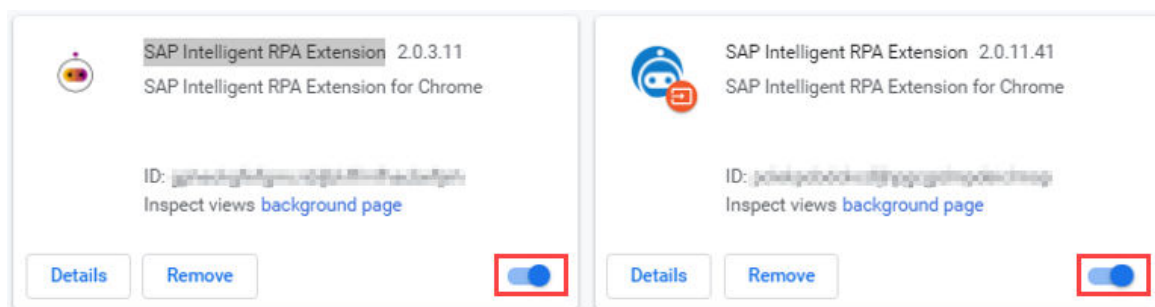 SAP Intelligent RPA Extension 2.0.3.11
SAP Intelligent RPA Extension for Chrome
ID:
Inspect views background page
Details Remove
SAP Intelligent RPA Extension 2.0.11.41
SAP Intelligent RPA Extension for Chrome
ID:
Inspect views background page
Details Remove